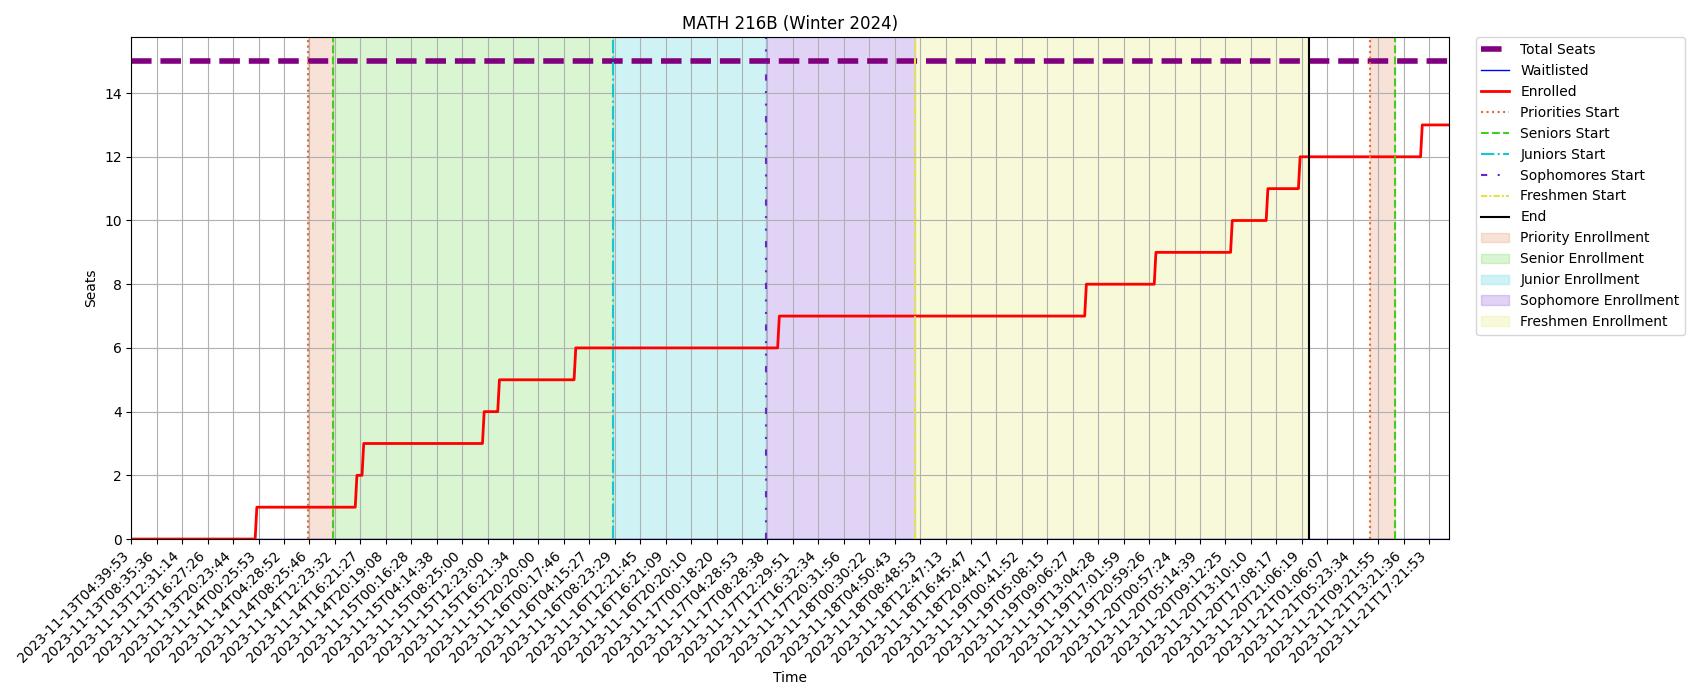 MATH 216B (Winter 2024)
Total Seats
Waitlisted
Enrolled
Priorities Start
Seniors Start
Juniors Start
Sophomores Start
Freshmen Start
End
Priority Enrollment
Senior Enrollment
Junior Enrollment
Sophomore Enrollment
Freshmen Enrollment
Seats
14
12
10
8
6
4
2
0
2023-11-13T04:39:53
2023-11-13T08:35:36
2023-11-13T12:31:14
2023-11-13T16:27:26
2023-11-13T20:23:44
2023-11-14T00:25:53
2023-11-14T04:28:52
2023-11-14T08:25:46
2023-11-14T12:23:32
2023-11-14T16:21:27
2023-11-14T20:19:08
2023-11-15T00:16:28
2023-11-15T04:14:38
2023-11-15T08:25:00
2023-11-15T12:23:00
2023-11-15T16:21:34
2023-11-15T20:20:00
2023-11-16T00:17:46
2023-11-16T04:15:27
2023-11-16T08:23:29
2023-11-16T12:21:45
2023-11-16T16:21:09
2023-11-16T20:20:10
2023-11-17T00:18:20
2023-11-17T04:28:53
2023-11-17T08:28:38
2023-11-17T12:29:51
2023-11-17T16:32:34
2023-11-17T20:31:56
2023-11-18T00:30:22
2023-11-18T04:50:43
2023-11-18T08:48:53
2023-11-18T12:47:13
2023-11-18T16:45:47
2023-11-18T20:44:17
2023-11-19T00:41:52
2023-11-19T05:08:15
2023-11-19T09:06:27
2023-11-19T13:04:28
2023-11-19T17:01:59
2023-11-19T20:59:26
2023-11-20T00:57:24
2023-11-20T05:14:39
2023-11-20T09:12:25
2023-11-20T13:10:10
2023-11-20T17:08:17
2023-11-20T21:06:19
2023-11-21T01:06:07
2023-11-21T05:23:34
2023-11-21T09:21:55
2023-11-21T13:21:36
2023-11-21T17:21:53
Time